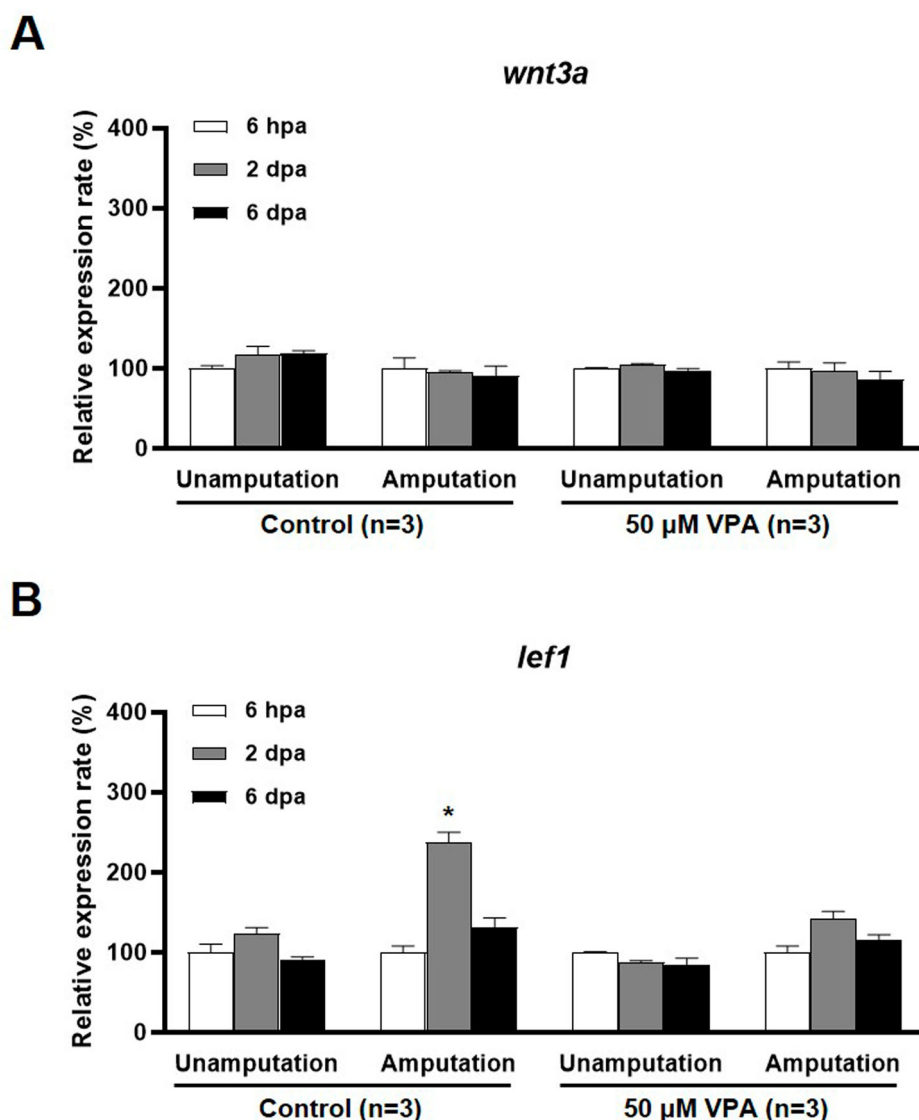 A
wnt3a
Relative expression rate (%)
400
300
200
100
0
6 hpa
2 dpa
6 dpa
Unamputation Amputation Unamputation Amputation
Control (n=3) 50 µM VPA (n=3)
B
lef1
Relative expression rate (%)
400
300
200
100
0
6 hpa
2 dpa
6 dpa
*
Unamputation Amputation Unamputation Amputation
Control (n=3) 50 µM VPA (n=3)